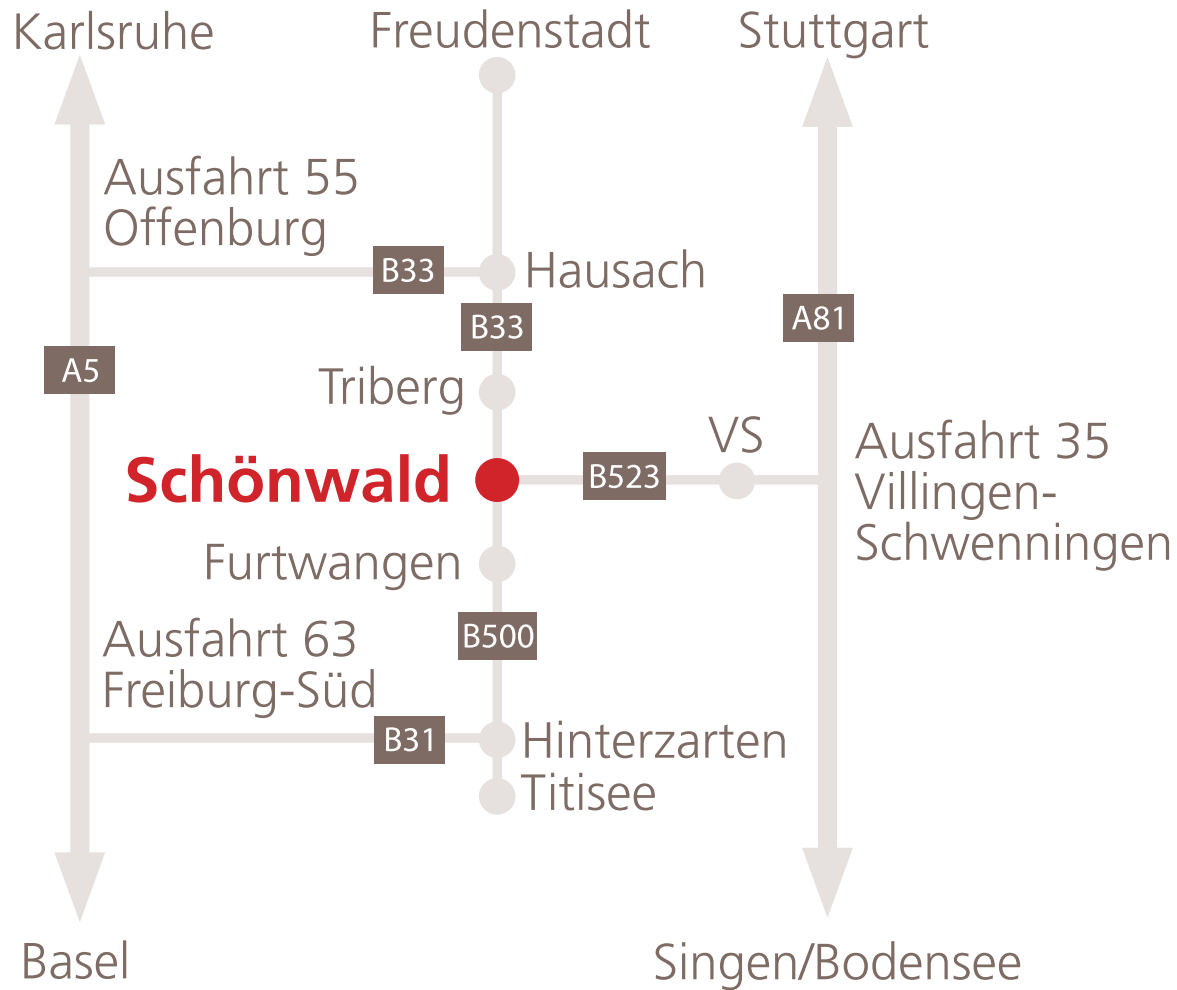 Karlsruhe
Freudenstadt
Stuttgart
Ausfahrt 55
Offenburg
B33
Hausach
B33
A81
A5
Triberg
VS
Ausfahrt 35
Villingen-
Schwenningen
Schönwald
B523
Furtwangen
B500
Ausfahrt 63
Freiburg-Süd
B31
Hinterzarten
Titisee
Basel
Singen/Bodensee